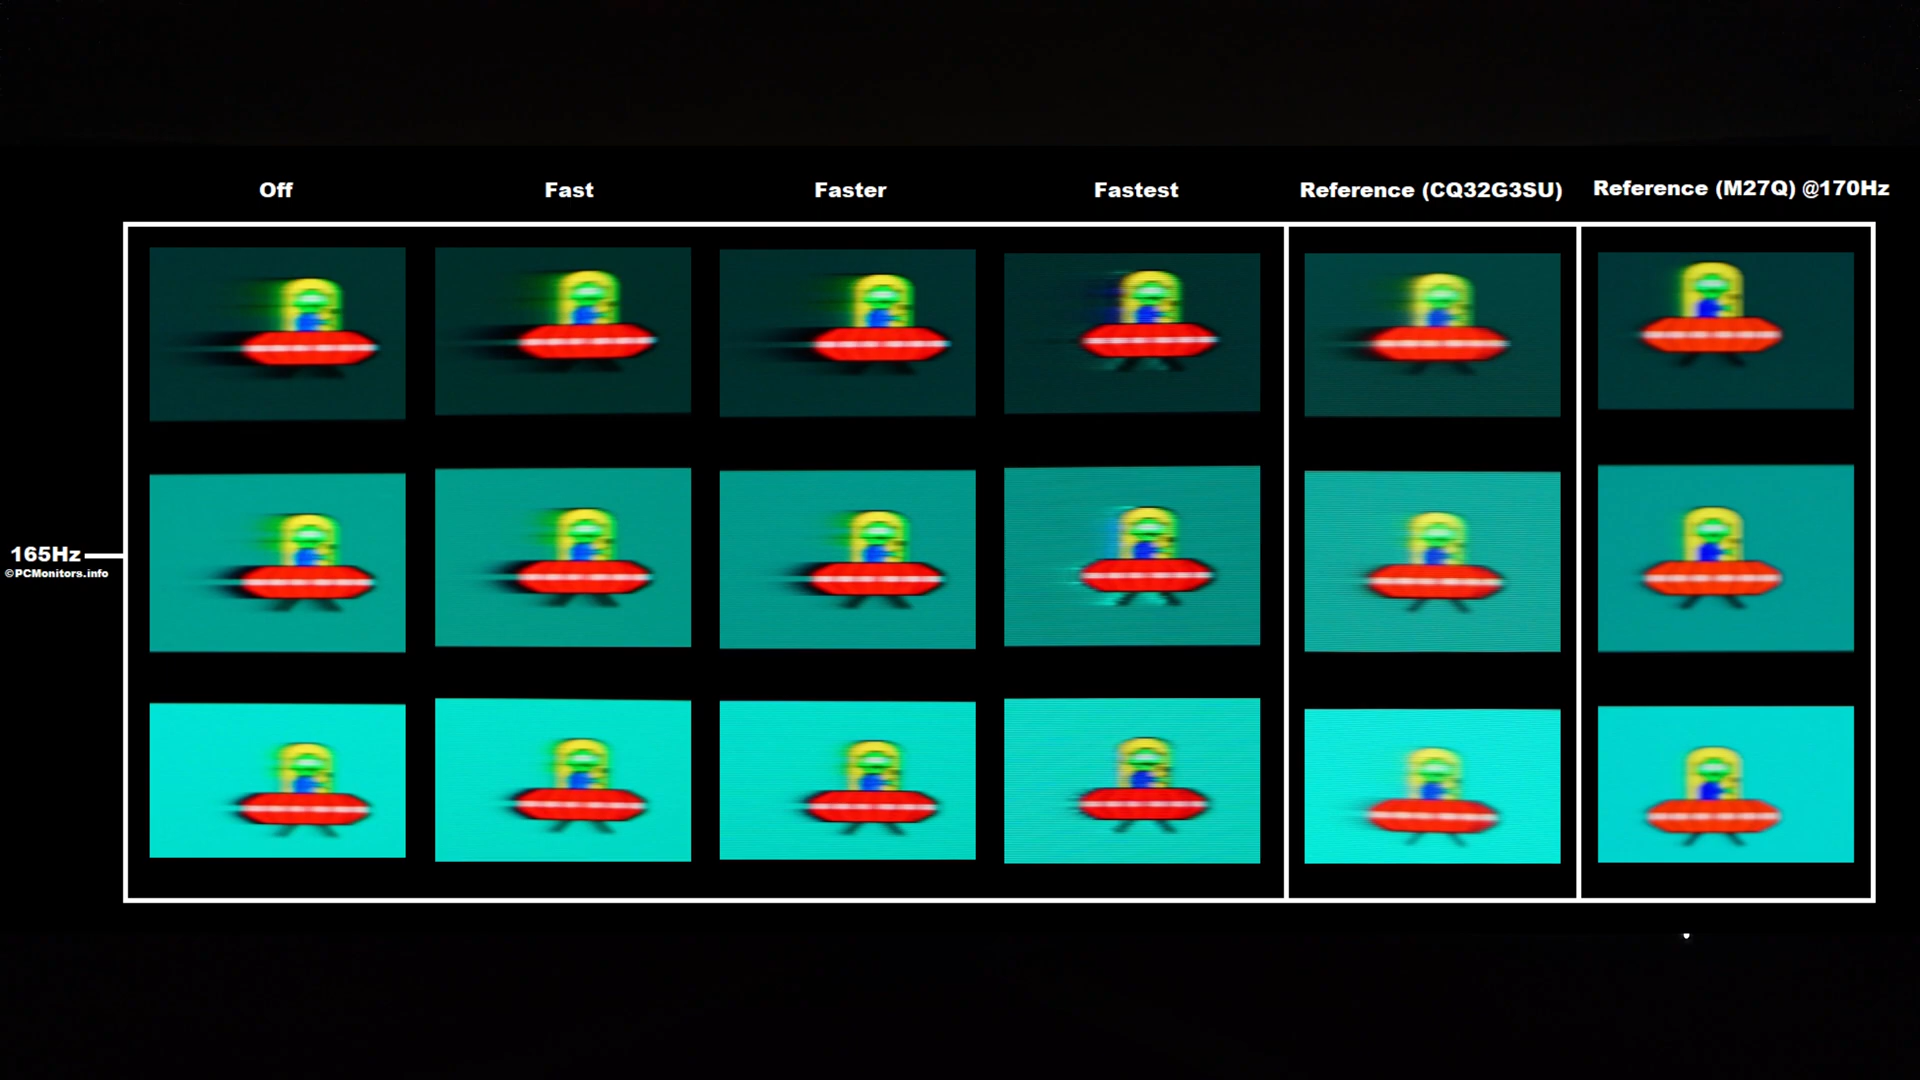 Off
Fast
Faster
Fastest
Reference (CQ32G3SU)
Reference (M27Q) @170Hz
165Hz
©PCMonitors.info